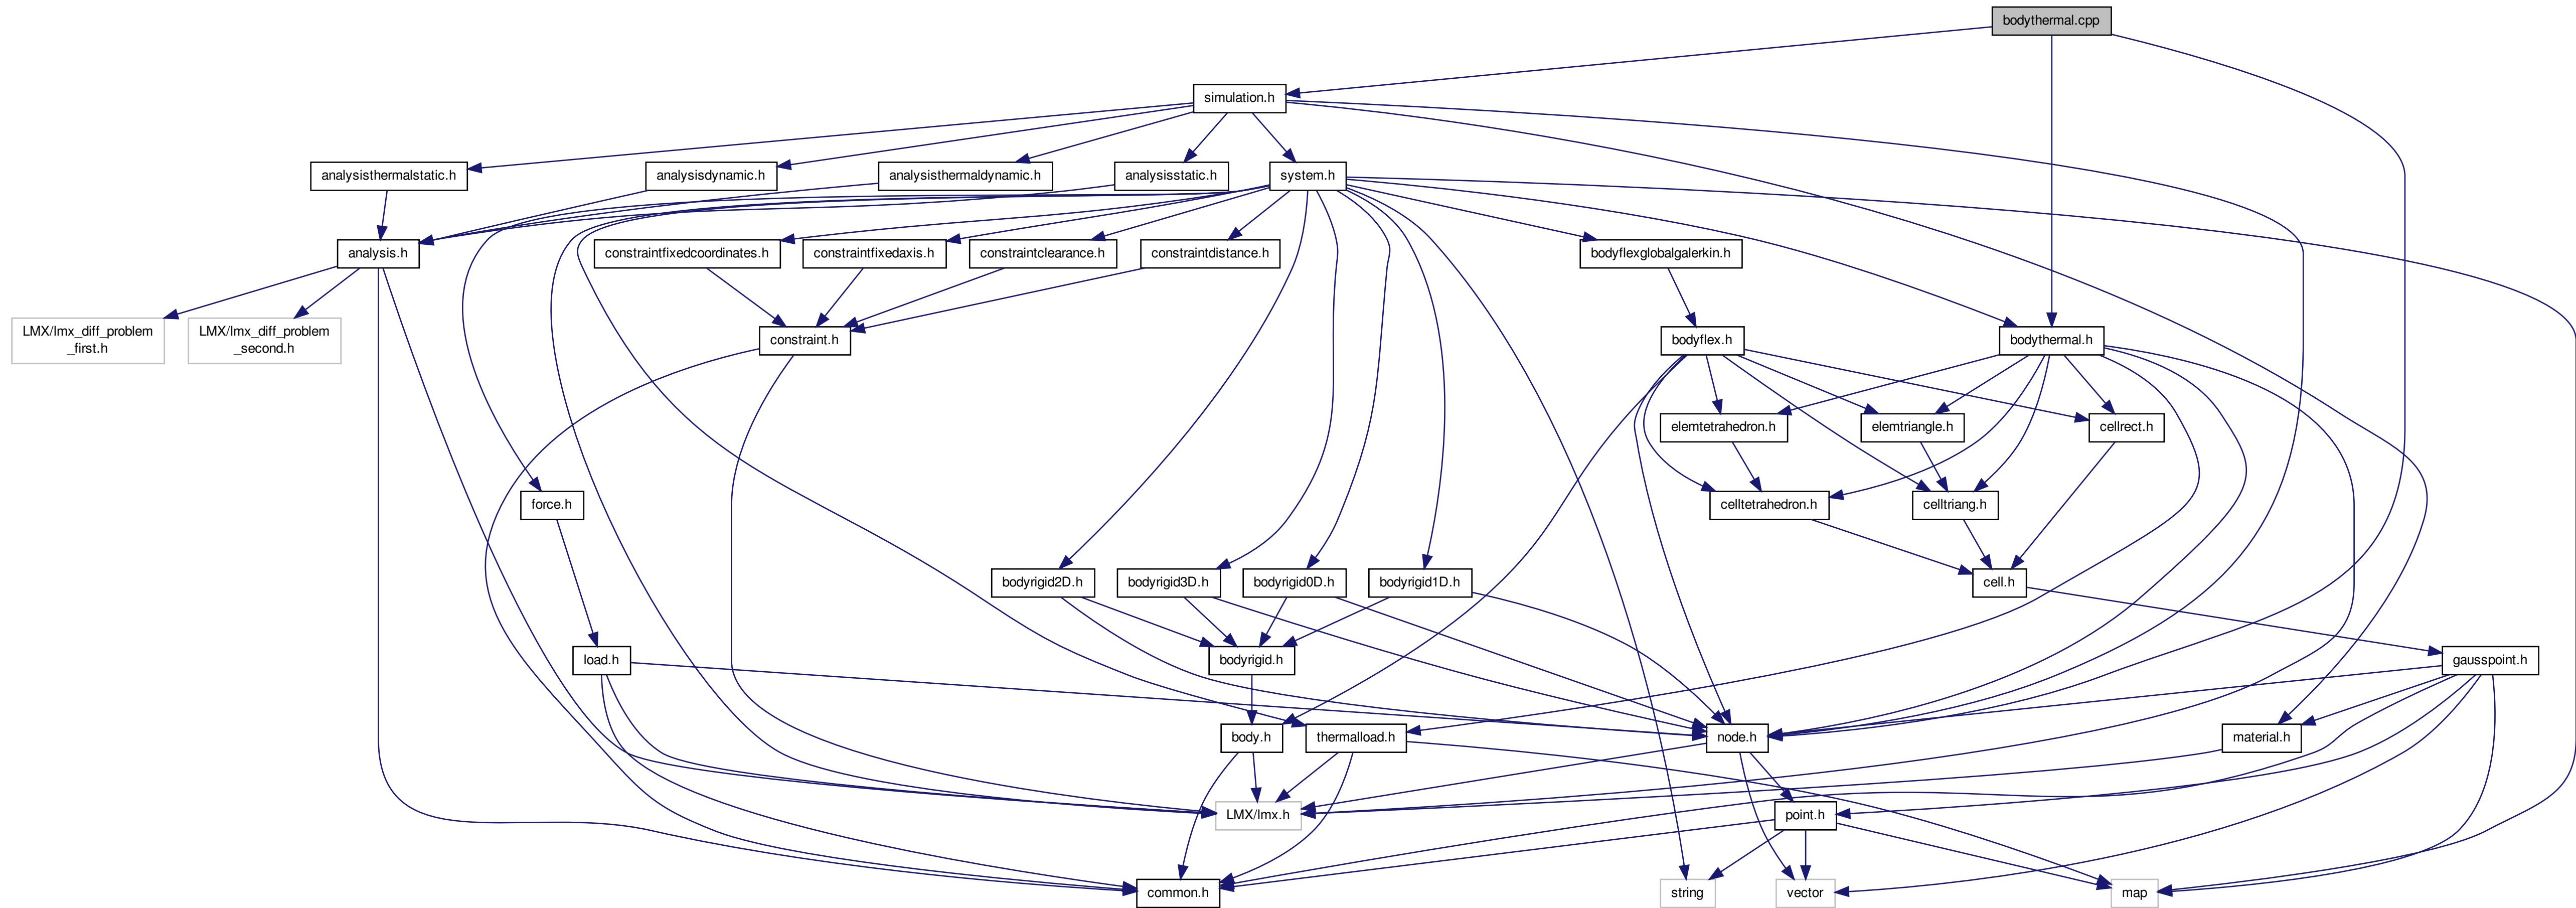 bodythermal.cpp
simulation.h
analysisthermalstatic.h
analysisdynamic.h
analysisthermaldynamic.h
analysisstatic.h
system.h
analysis.h
constraintfixedcoordinates.h
constraintfixedaxis.h
constraintclearance.h
constraintdistance.h
bodyflexglobalgalerkin.h
LMX/lmx_diff_problem
_first.h
LMX/lmx_diff_problem
_second.h
constraint.h
bodyflex.h
bodythermal.h
elemtetrahedron.h
elemtriangle.h
cellrect.h
force.h
celltetrahedron.h
celltriang.h
bodyrigid2D.h
bodyrigid3D.h
bodyrigid0D.h
bodyrigid1D.h
cell.h
load.h
bodyrigid.h
gausspoint.h
body.h
thermalload.h
node.h
material.h
LMX/lmx.h
point.h
common.h
string
vector
map